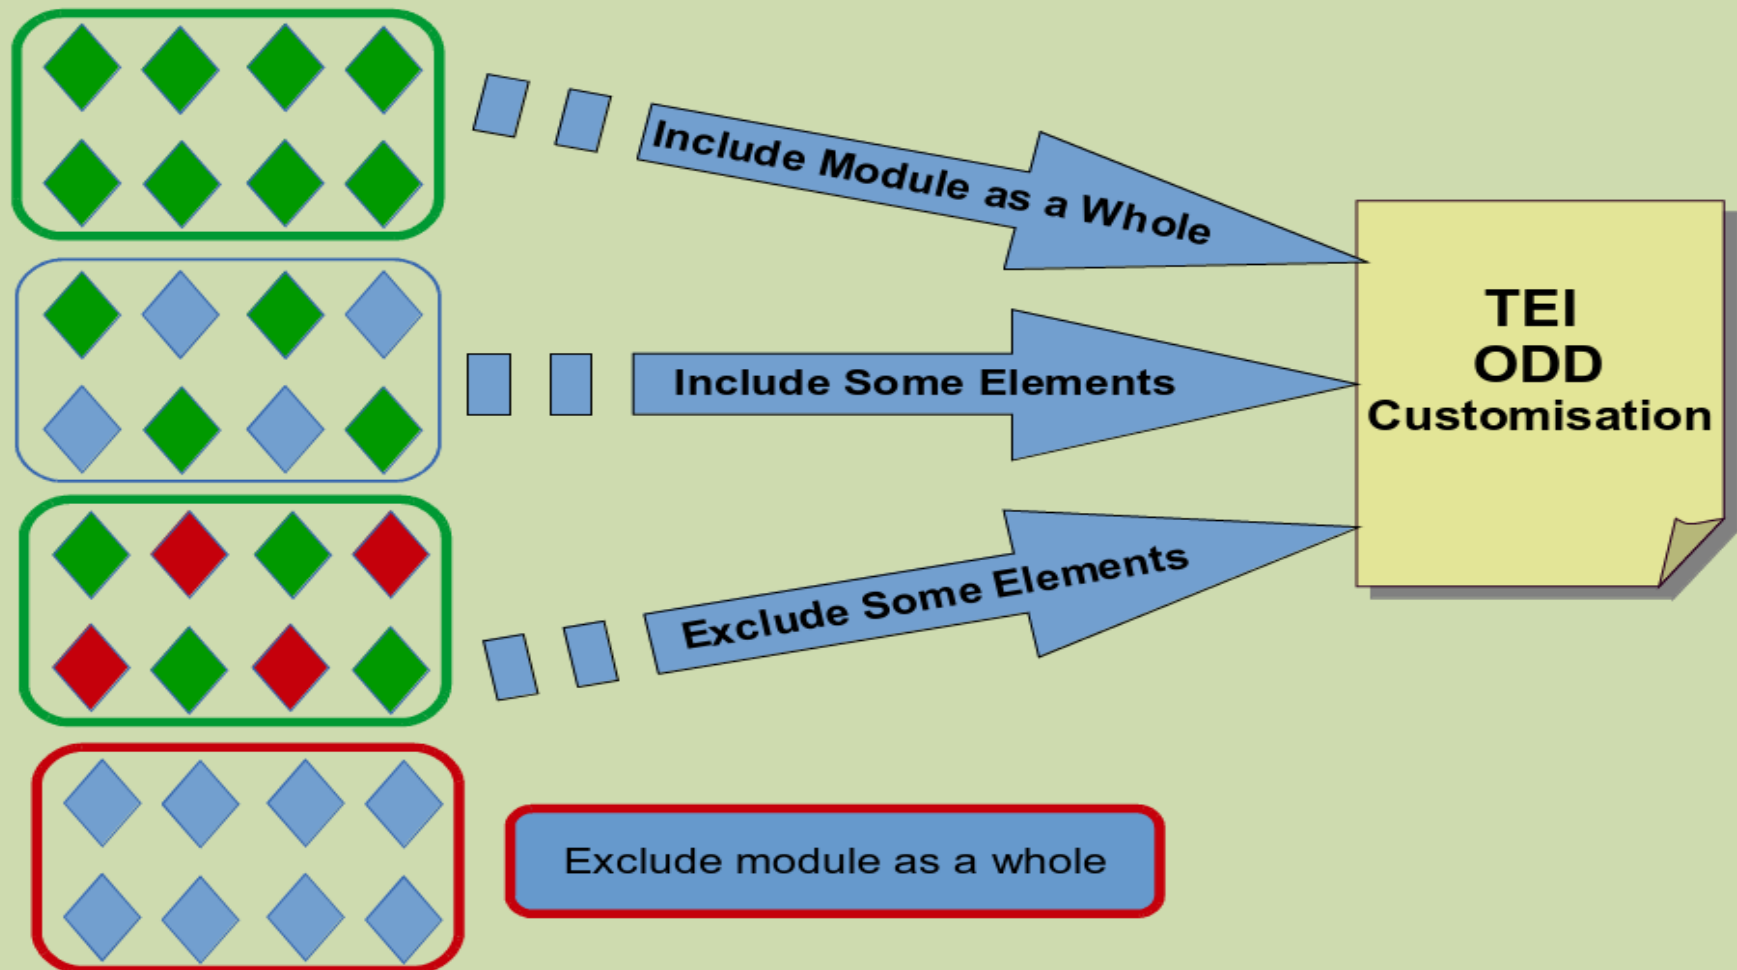 Include Module as a Whole
Include Some Elements
Exclude Some Elements
Exclude module as a whole
TEI
ODD
Customisation